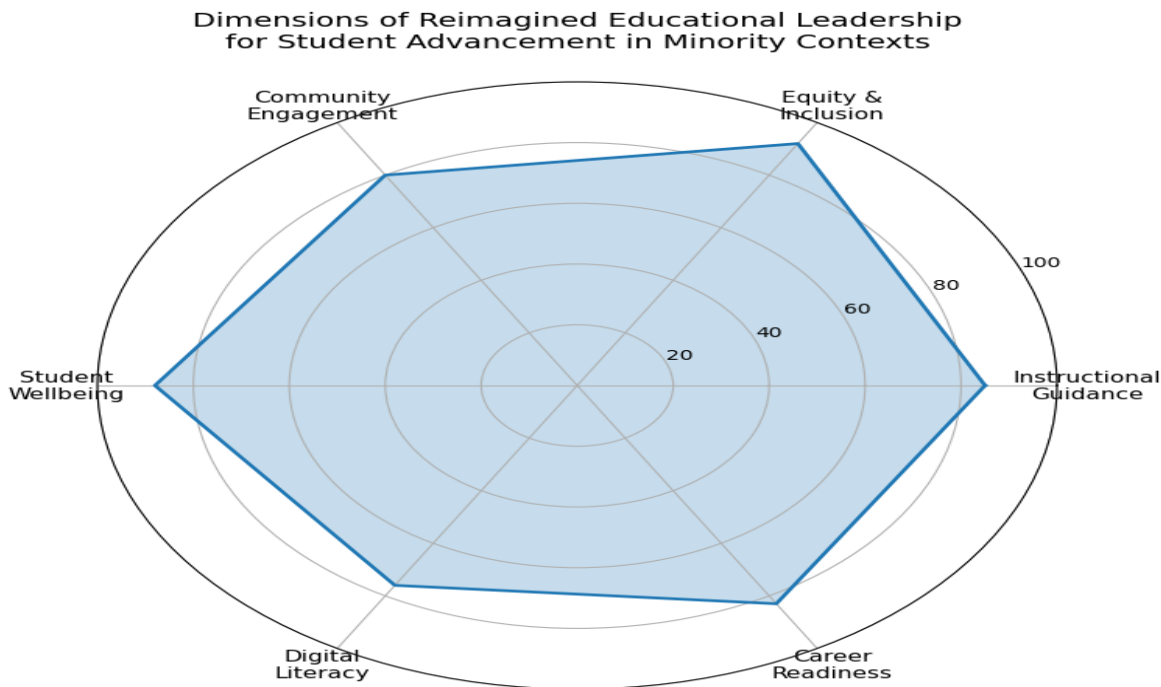 Dimensions of Reimagined Educational Leadership
for Student Advancement in Minority Contexts
Community
Engagement
Equity &
Inclusion
100
80
60
40
20
Student
Wellbeing
Instructional
Guidance
Digital
Literacy
Career
Readiness